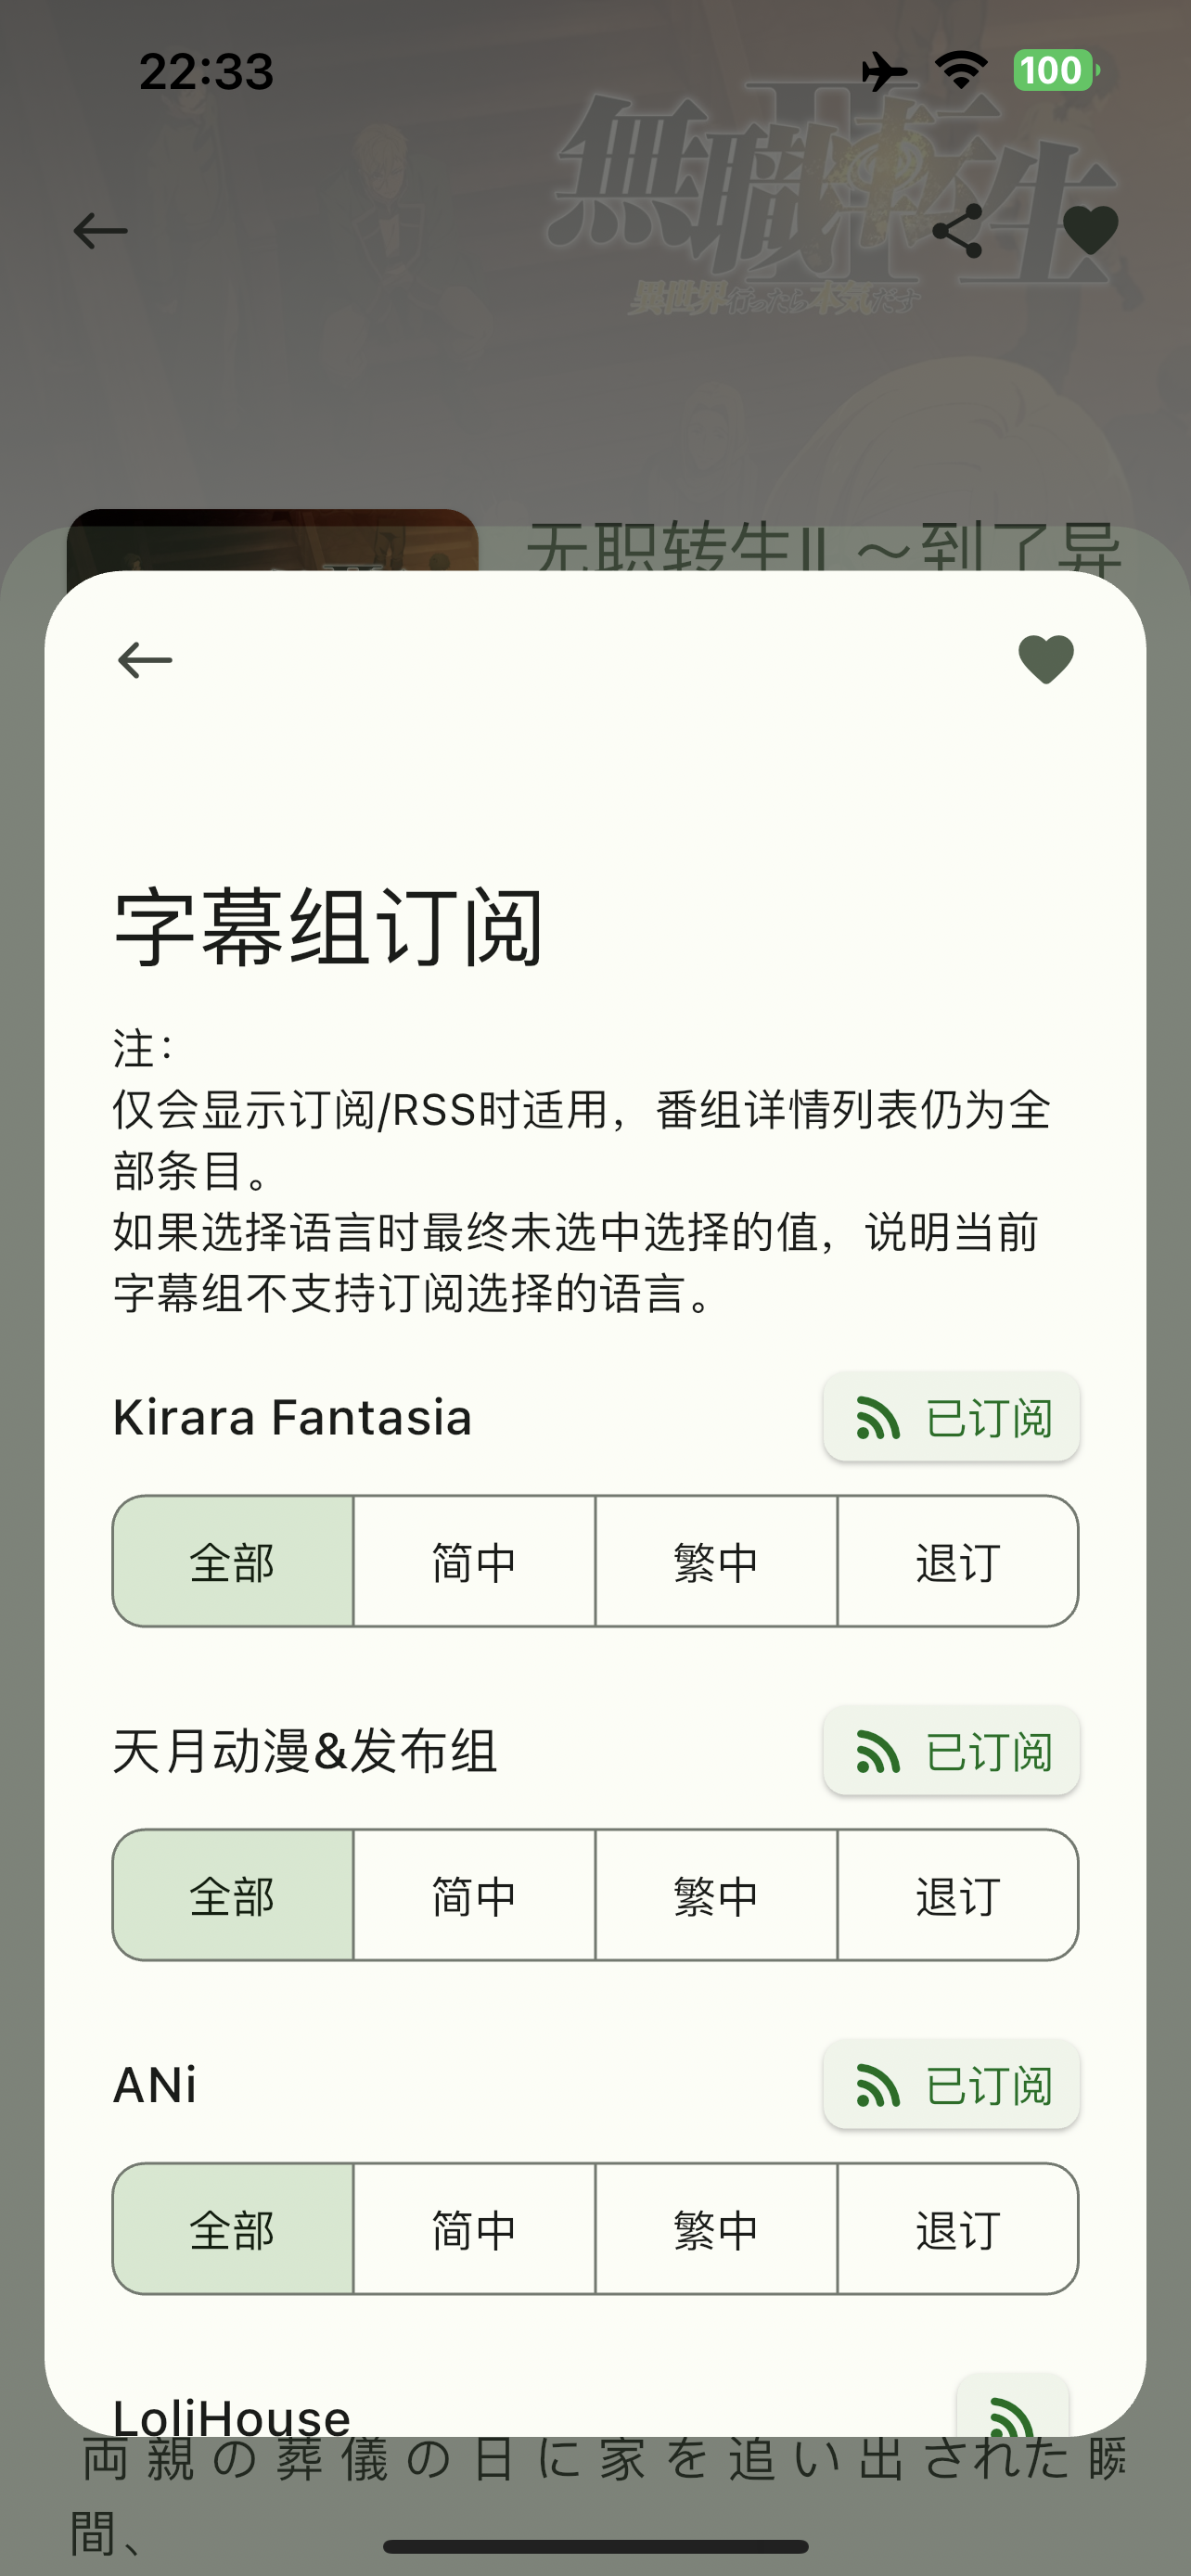 22:33
100
無職転生
異世界行ったら本気だす
无职转生Ⅱ ～到了异
字幕组订阅
注：
仅会显示订阅/RSS时适用，番组详情列表仍为全
部条目。
如果选择语言时最终未选中选择的值，说明当前
字幕组不支持订阅选择的语言。
Kirara Fantasia
已订阅
全部 简中 繁中 退订
天月动漫&发布组
已订阅
全部 简中 繁中 退订
ANi
已订阅
全部 简中 繁中 退订
LoliHouse
両親の葬儀の日に家を追い出された瞬
間、